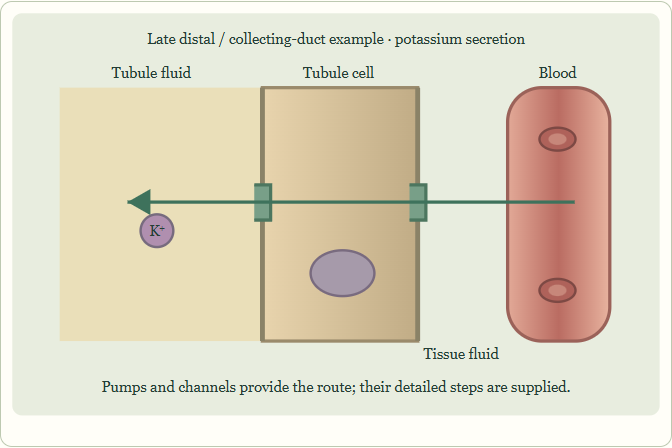 Late distal / collecting-duct example · potassium secretion
Tubule fluid
Tubule cell
Blood
K⁺
Tissue fluid
Pumps and channels provide the route; their detailed steps are supplied.